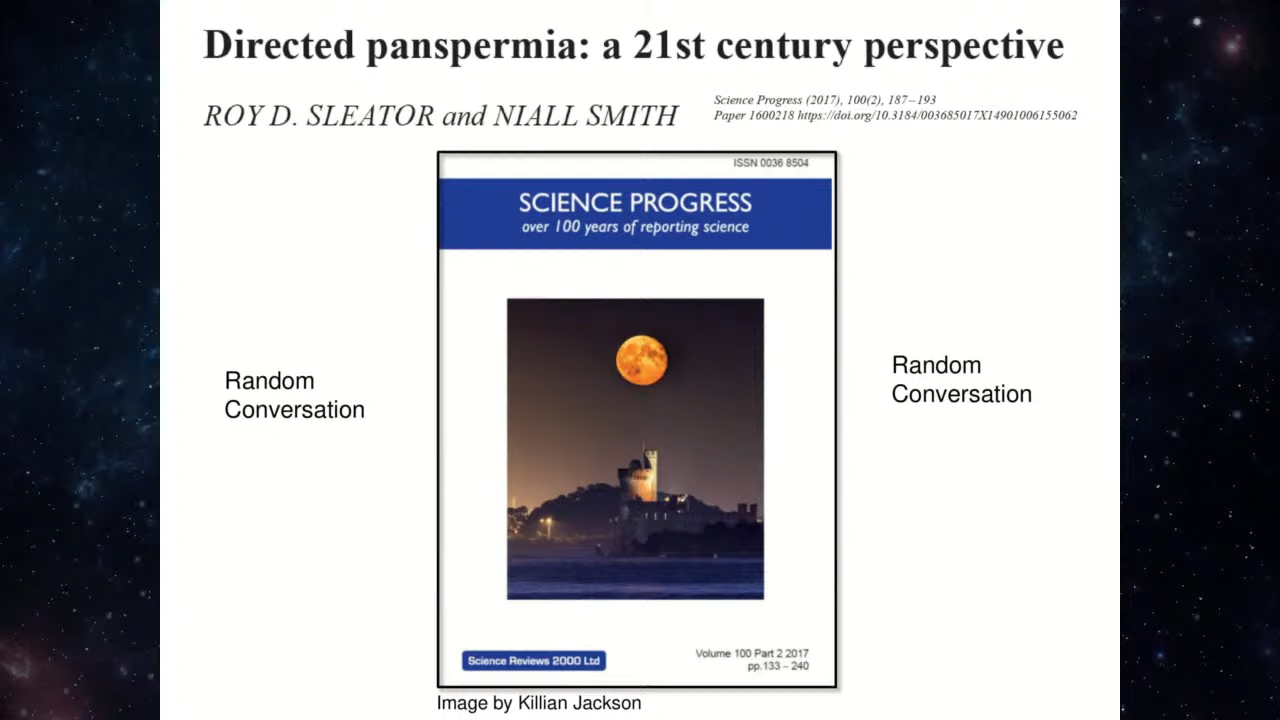 Directed panspermia: a 21st century perspective
ROY D. SLEATOR and NIALL SMITH
Science Progress (2017), 100(2), 187–193
Paper 1600218 https://doi.org/10.3184/003685017X14901006155062
ISSN 0036 8504
SCIENCE PROGRESS
over 100 years of reporting science
Random
Conversation
Random
Conversation
Science Reviews 2000 Ltd
Volume 100 Part 2 2017
pp.133 – 240
Image by Killian Jackson